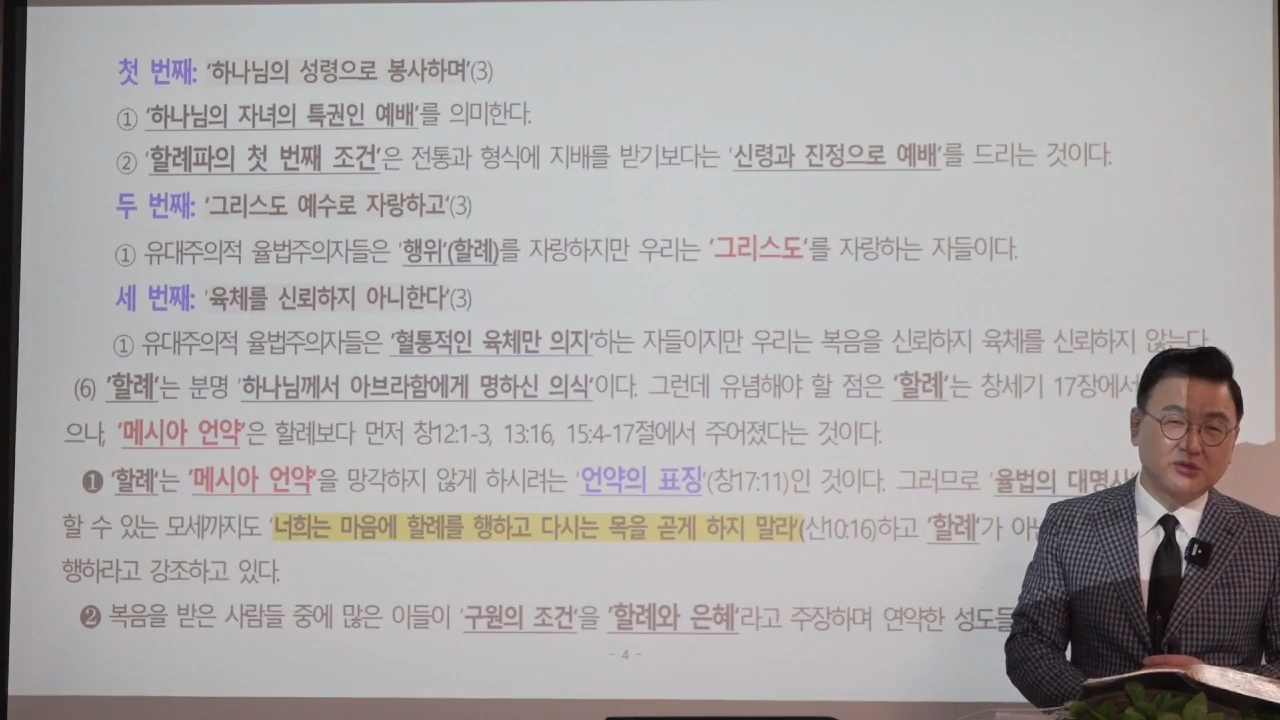 첫 번째: '하나님의 성령으로 봉사하며'(3)
① '하나님의 자녀의 특권인 예배'를 의미한다.
② '할례파의 첫 번째 조건'은 전통과 형식에 지배를 받기보다는 '신령과 진정으로 예배'를 드리는 것이다.
두 번째: '그리스도 예수로 자랑하고'(3)
① 유대주의적 율법주의자들은 '행위'(할례)를 자랑하지만 우리는 '그리스도'를 자랑하는 자들이다.
세 번째: '육체를 신뢰하지 아니한다'(3)
① 유대주의적 율법주의자들은 '혈통적인 육체만 의지'하는 자들이지만 우리는 복음을 신뢰하지 육체를 신뢰하지 않는다
(6) '할례'는 분명 '하나님께서 아브라함에게 명하신 의식'이다. 그런데 유념해야 할 점은 '할례'는 창세기 17장에서
으나, '메시아 언약'은 할례보다 먼저 창12:1-3, 13:16, 15:4-17절에서 주어졌다는 것이다.
❶ '할례'는 '메시아 언약'을 망각하지 않게 하시려는 '언약의 표징'(창17:11)인 것이다. 그러므로 '율법의
할 수 있는 모세까지도 '너희는 마음에 할례를 행하고 다시는 목을 곧게 하지 말라'(신10:16)하고 '할례'가
행하라고 강조하고 있다.
❷ 복음을 받은 사람들 중에 많은 이들이 '구원의 조건'을 '할례와 은혜'라고 주장하며 연약한
- 4 -